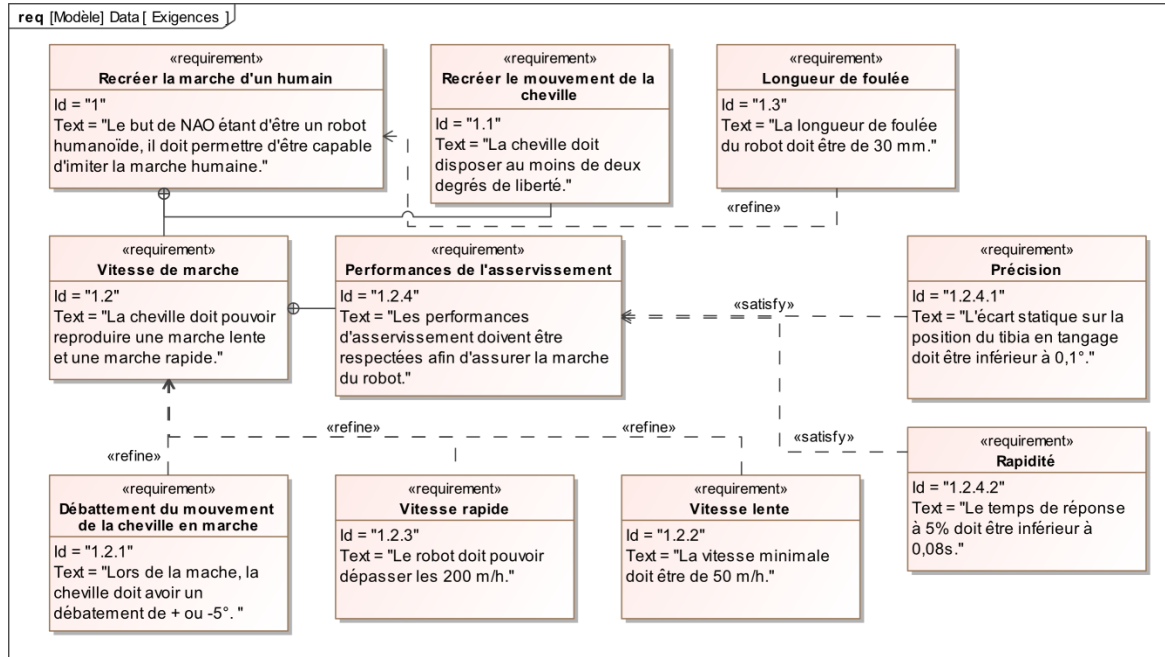 req [Modèle] Data [ Exigences ]
«requirement»
Recréer la marche d'un humain
Id = "1"
Text = "Le but de NAO étant d'être un robot
humanoïde, il doit permettre d'être capable
d'imiter la marche humaine."
«requirement»
Recréer le mouvement de la
cheville
Id = "1.1"
Text = "La cheville doit
disposer au moins de deux
degrés de liberté."
«requirement»
Longueur de foulée
Id = "1.3"
Text = "La longueur de foulée
du robot doit être de 30 mm."
«refine»
«requirement»
Vitesse de marche
Id = "1.2"
Text = "La cheville doit pouvoir
reproduire une marche lente
et une marche rapide."
«requirement»
Performances de l'asservissement
Id = "1.2.4"
Text = "Les performances
d'asservissement doivent être
respectées afin d'assurer la marche
du robot."
«satisfy»
«requirement»
Précision
Id = "1.2.4.1"
Text = "L'écart statique sur la
position du tibia en tangage
doit être inférieur à 0,1°."
«refine»
«refine»
«refine»
«satisfy»
«requirement»
Rapidité
Id = "1.2.4.2"
Text = "Le temps de réponse
à 5% doit être inférieur à
0,08s."
«requirement»
Débattement du mouvement
de la cheville en marche
Id = "1.2.1"
Text = "Lors de la mache, la
cheville doit avoir un
débatement de + ou -5°. "
«requirement»
Vitesse rapide
Id = "1.2.3"
Text = "Le robot doit pouvoir
dépasser les 200 m/h."
«requirement»
Vitesse lente
Id = "1.2.2"
Text = "La vitesse minimale
doit être de 50 m/h."